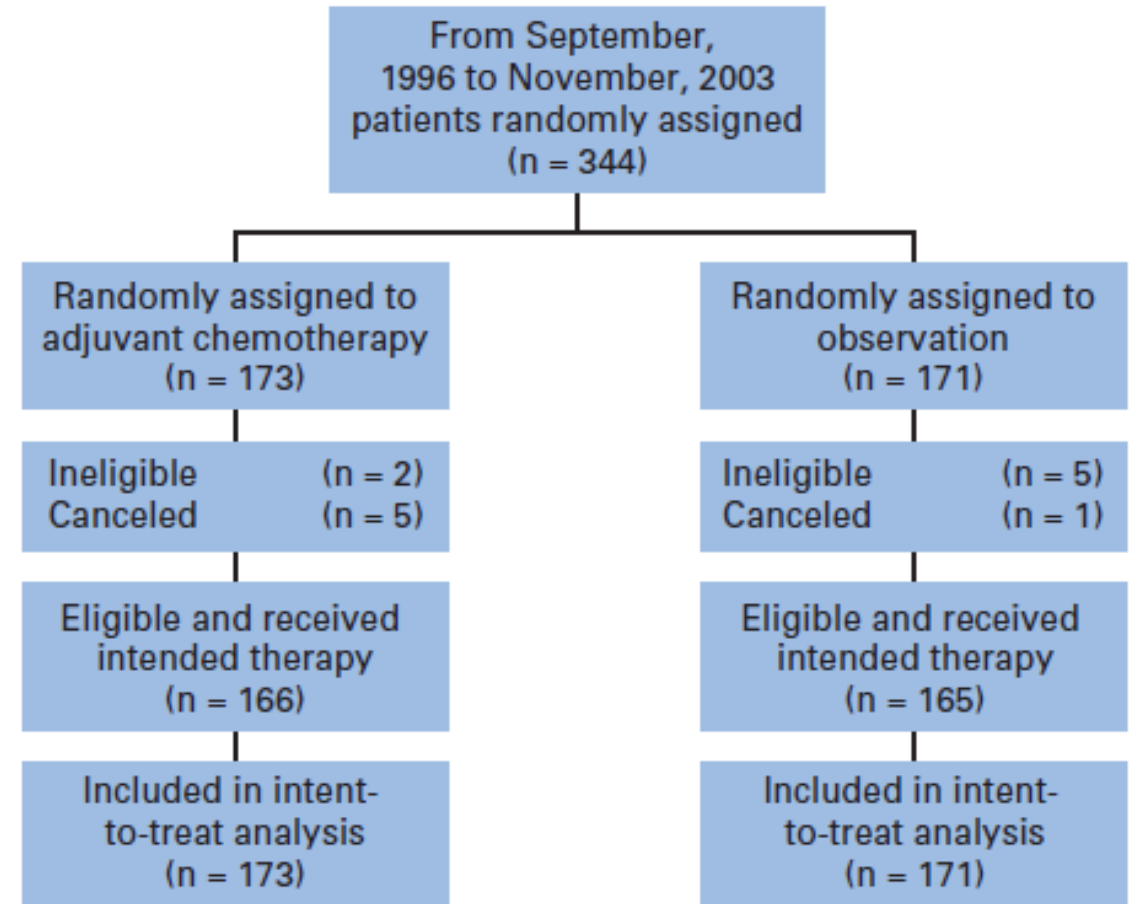 From September,
1996 to November, 2003
patients randomly assigned
(n = 344)
Randomly assigned to
adjuvant chemotherapy
(n = 173)
Randomly assigned to
observation
(n = 171)
Ineligible (n = 2)
Canceled (n = 5)
Ineligible (n = 5)
Canceled (n = 1)
Eligible and received
intended therapy
(n = 166)
Eligible and received
intended therapy
(n = 165)
Included in intent-
to-treat analysis
(n = 173)
Included in intent-
to-treat analysis
(n = 171)